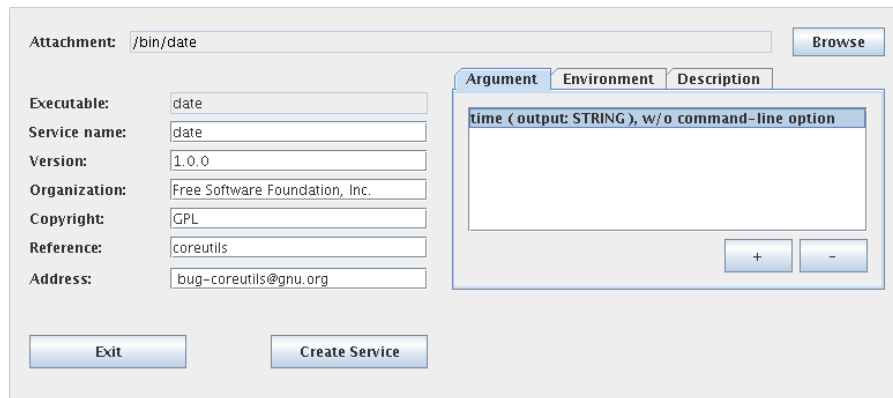 Attachment: /bin/date Browse
Argument Environment Description
Executable: date
time ( output: STRING ), w/o command-line option
Service name: date
Version: 1.0.0
Organization: Free Software Foundation, Inc.
Copyright: GPL
Reference: coreutils
+ -
Address: bug-coreutils@gnu.org
Exit Create Service